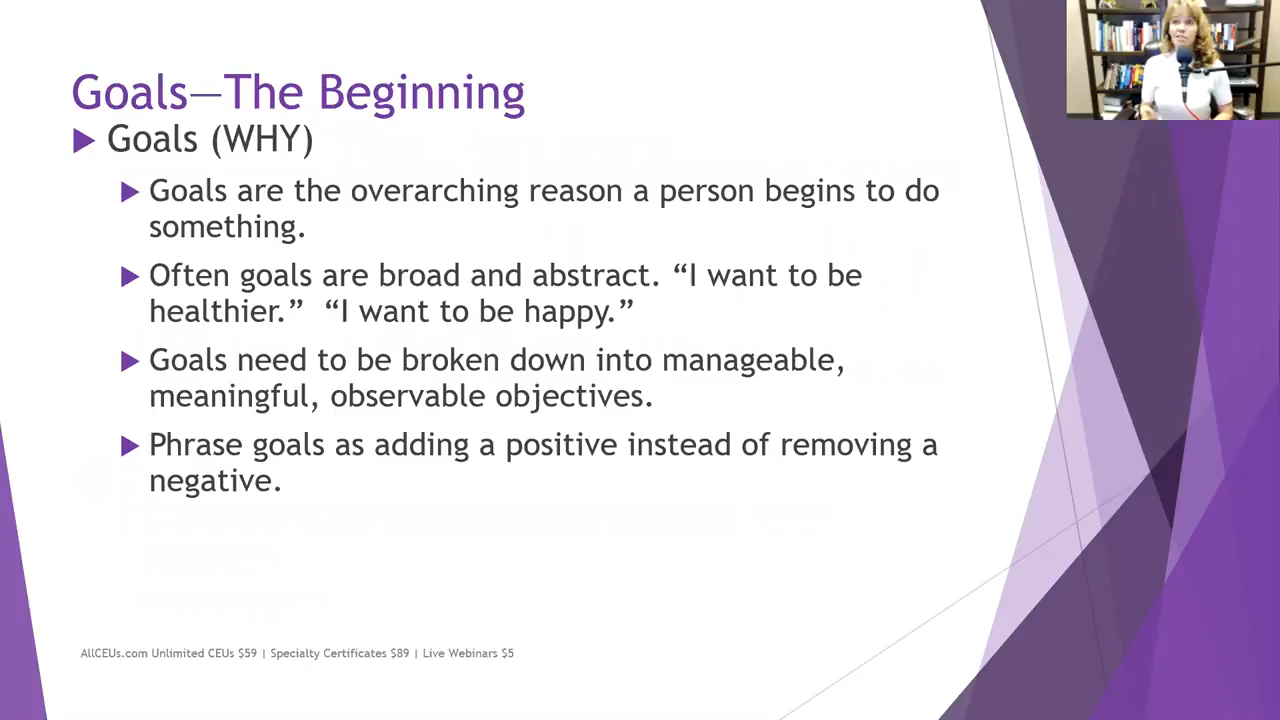 Goals—The Beginning
Goals (WHY)
Goals are the overarching reason a person begins to do
something.
Often goals are broad and abstract. “I want to be
healthier.”  “I want to be happy.”
Goals need to be broken down into manageable,
meaningful, observable objectives.
Phrase goals as adding a positive instead of removing a
negative.
AllCEUs.com Unlimited CEUs $59 | Specialty Certificates $89 | Live Webinars $5